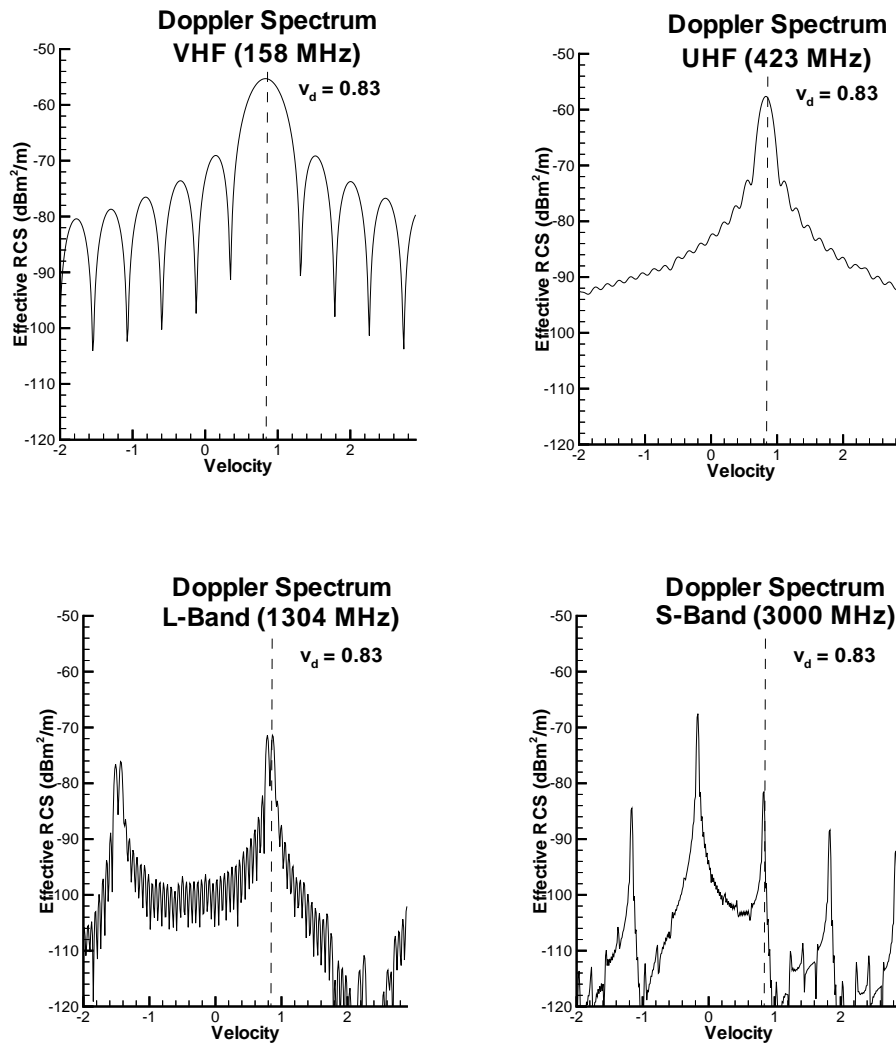 Doppler Spectrum
VHF (158 MHz)
v_d = 0.83
Effective RCS (dBm²/m)
-50
-60
-70
-80
-90
-100
-110
-120
-2
-1
0
1
2
Velocity
Doppler Spectrum
UHF (423 MHz)
v_d = 0.83
Effective RCS (dBm²/m)
-50
-60
-70
-80
-90
-100
-110
-120
-2
-1
0
1
2
Velocity
Doppler Spectrum
L-Band (1304 MHz)
v_d = 0.83
Effective RCS (dBm²/m)
-50
-60
-70
-80
-90
-100
-110
-120
-2
-1
0
1
2
Velocity
Doppler Spectrum
S-Band (3000 MHz)
v_d = 0.83
Effective RCS (dBm²/m)
-50
-60
-70
-80
-90
-100
-110
-120
-2
-1
0
1
2
Velocity